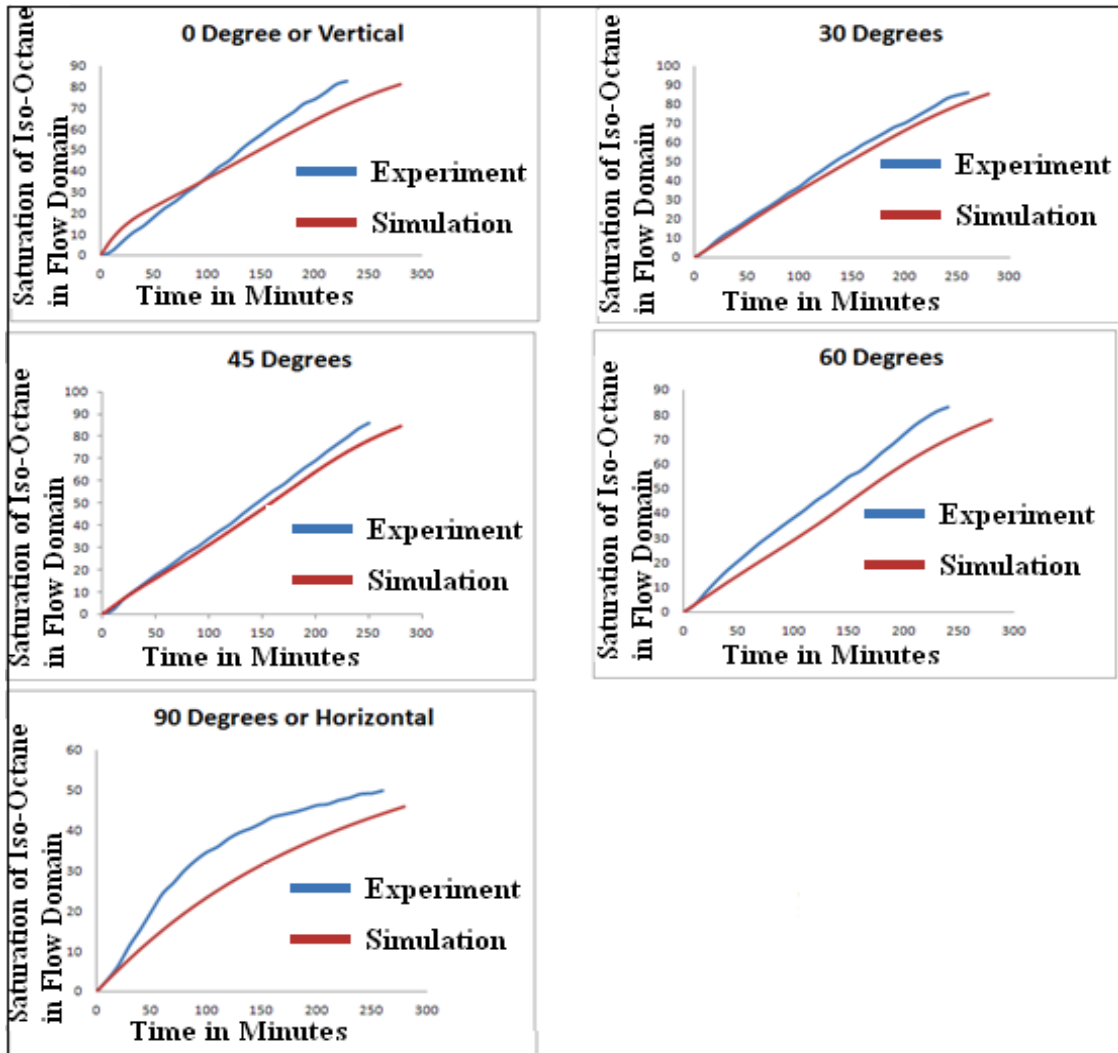 0 Degree or Vertical
Saturation of Iso-Octane
in Flow Domain
90
80
70
60
50
40
30
20
10
0
0 50 100 150 200 250 300
Time in Minutes
Experiment
Simulation
30 Degrees
Saturation of Iso-Octane
in Flow Domain
100
90
80
70
60
50
40
30
20
10
0
0 50 100 150 200 250 300
Time in Minutes
Experiment
Simulation
45 Degrees
Saturation of Iso-Octane
in Flow Domain
100
90
80
70
60
50
40
30
20
10
0
0 50 100 150 200 250 300
Time in Minutes
Experiment
Simulation
60 Degrees
Saturation of Iso-Octane
in Flow Domain
90
80
70
60
50
40
30
20
10
0
0 50 100 150 200 250 300
Time in Minutes
Experiment
Simulation
90 Degrees or Horizontal
Saturation of Iso-Octane
in Flow Domain
60
50
40
30
20
10
0
0 50 100 150 200 250 300
Time in Minutes
Experiment
Simulation